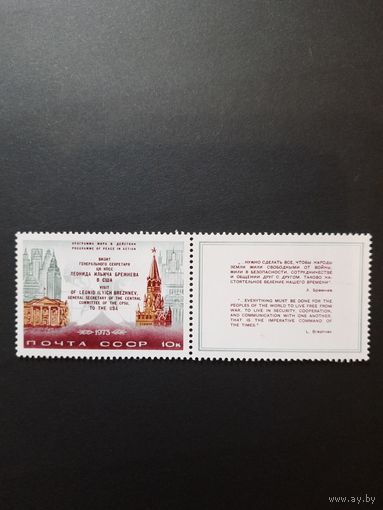 ПРОГРАММА МИРА В ДЕЙСТВИИ
PROGRAMME OF PEACE IN ACTION
ВИЗИТ
ГЕНЕРАЛЬНОГО СЕКРЕТАРЯ
ЦК КПСС
ЛЕОНИДА ИЛЬИЧА БРЕЖНЕВА
В США
VISIT
OF LEONID ILYICH BREZHNEV,
GENERAL SECRETARY OF THE CENTRAL
COMMITTEE OF THE CPSU,
TO THE USA
1973
ПОЧТА СССР 10к
„...НУЖНО СДЕЛАТЬ ВСЕ, ЧТОБЫ НАРОДЫ
ЗЕМЛИ ЖИЛИ СВОБОДНЫМИ ОТ ВОЙНЫ,
ЖИЛИ В БЕЗОПАСНОСТИ, СОТРУДНИЧЕСТВЕ
И ОБЩЕНИИ ДРУГ С ДРУГОМ. ТАКОВО НА-
СТОЯТЕЛЬНОЕ ВЕЛЕНИЕ НАШЕГО ВРЕМЕНИ".
Л. Брежнев
„...EVERYTHING MUST BE DONE FOR THE
PEOPLES OF THE WORLD TO LIVE FREE FROM
WAR, TO LIVE IN SECURITY, COOPERATION,
AND COMMUNICATION WITH ONE ANOTHER.
THAT IS THE IMPERATIVE COMMAND OF
THE TIMES."
L. Brezhnev
ay.by